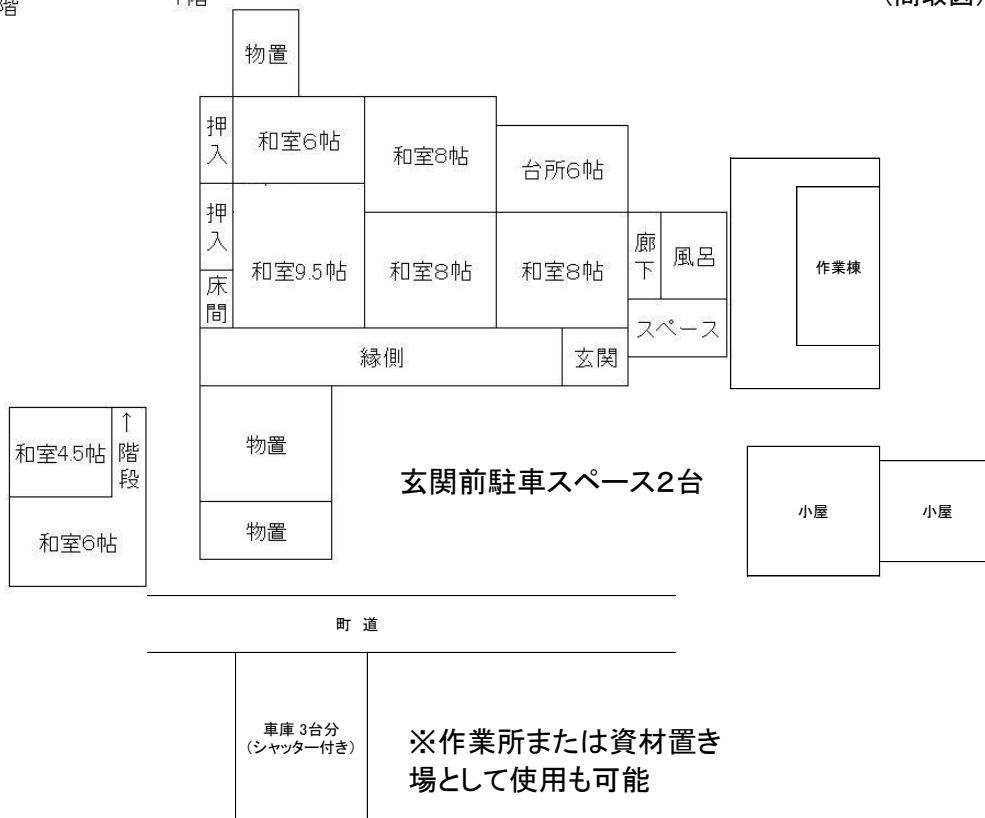 階
1階
(間取図)
物置
押入
和室6帖
和室8帖
台所6帖
押入
床間
和室9.5帖
和室8帖
和室8帖
廊下
風呂
スペース
作業棟
縁側
玄関
和室4.5帖
↑階段
和室6帖
物置
物置
玄関前駐車スペース2台
小屋
小屋
町 道
車庫 3台分
(シャッター付き)
※作業所または資材置き
場として使用も可能